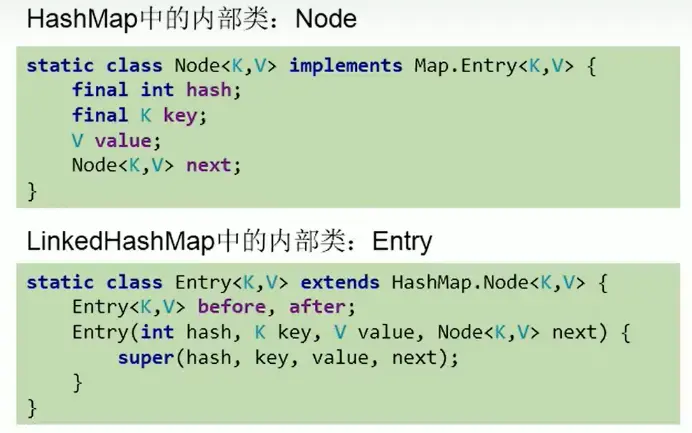 HashMap中的内部类：Node
static class Node<K,V> implements Map.Entry<K,V> {
    final int hash;
    final K key;
    V value;
    Node<K,V> next;
}
LinkedHashMap中的内部类：Entry
static class Entry<K,V> extends HashMap.Node<K,V> {
    Entry<K,V> before, after;
    Entry(int hash, K key, V value, Node<K,V> next) {
        super(hash, key, value, next);
    }
}